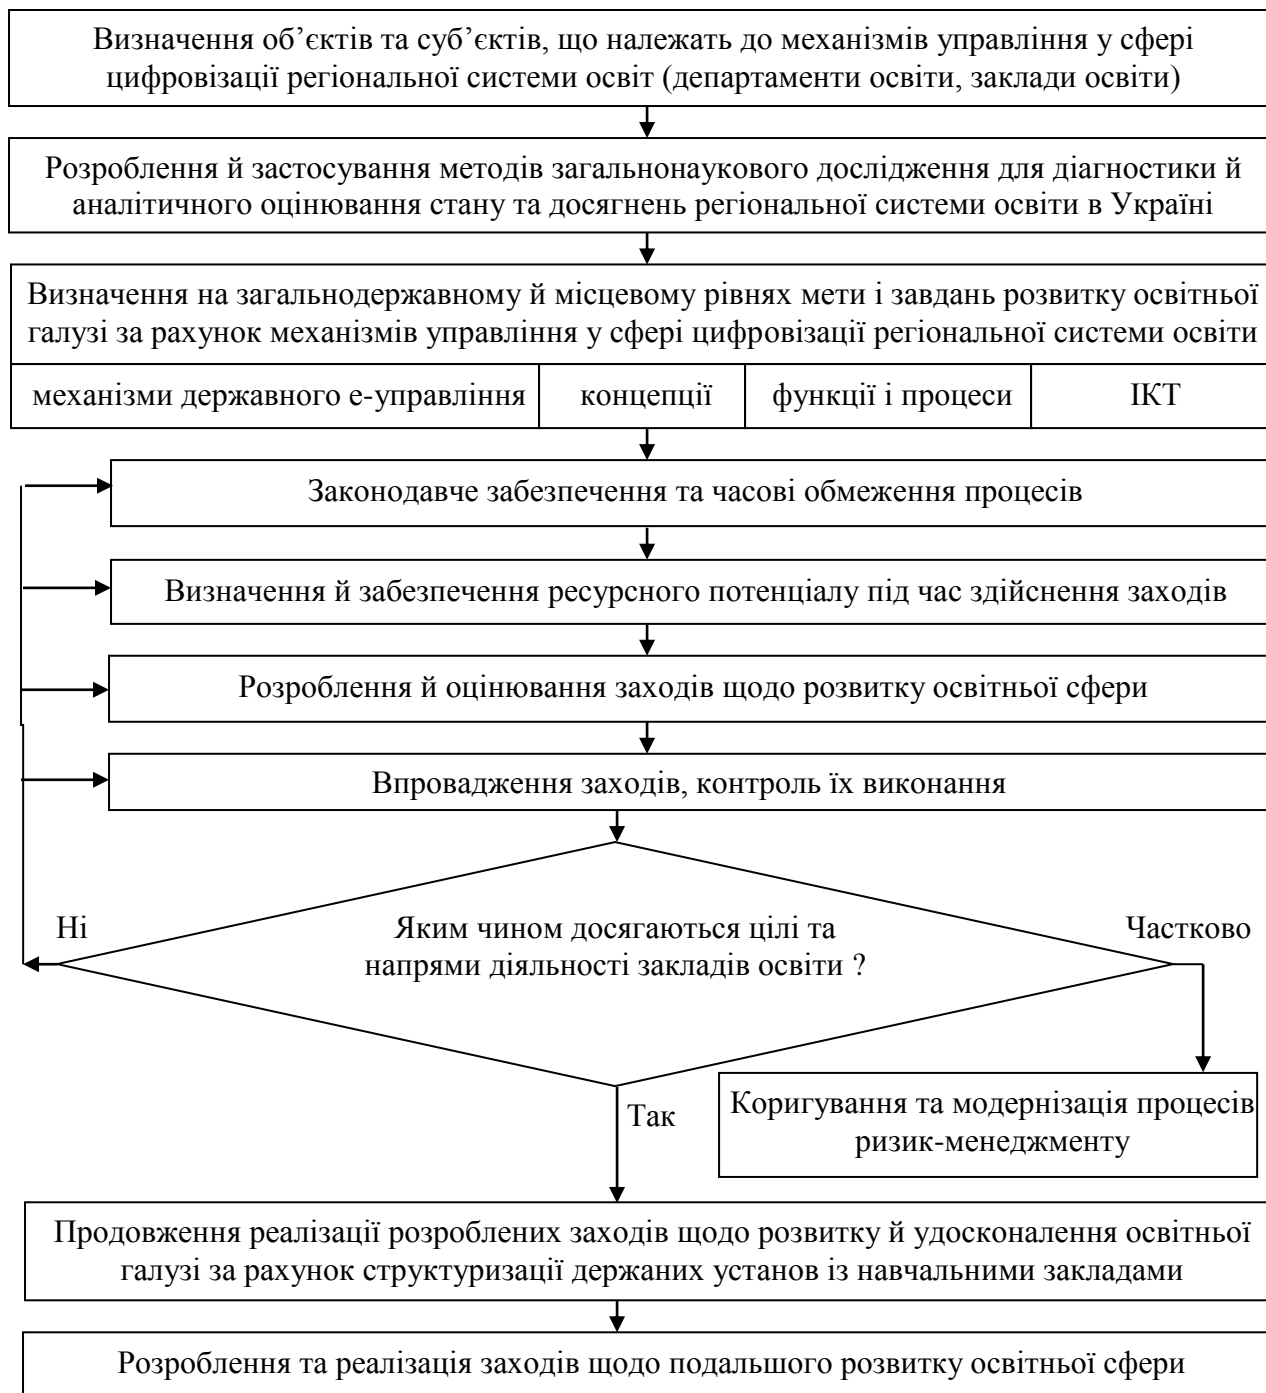 Визначення об’єктів та суб’єктів, що належать до механізмів управління у сфері
цифровізації регіональної системи освіт (департаменти освіти, заклади освіти)
Розроблення й застосування методів загальнонаукового дослідження для діагностики й
аналітичного оцінювання стану та досягнень регіональної системи освіти в Україні
Визначення на загальнодержавному й місцевому рівнях мети і завдань розвитку освітньої
галузі за рахунок механізмів управління у сфері цифровізації регіональної системи освіти
механізми державного е-управління
концепції
функції і процеси
ІКТ
Законодавче забезпечення та часові обмеження процесів
Визначення й забезпечення ресурсного потенціалу під час здійснення заходів
Розроблення й оцінювання заходів щодо розвитку освітньої сфери
Впровадження заходів, контроль їх виконання
Ні
Яким чином досягаються цілі та
напрями діяльності закладів освіти ?
Частково
Так
Коригування та модернізація процесів
ризик-менеджменту
Продовження реалізації розроблених заходів щодо розвитку й удосконалення освітньої
галузі за рахунок структуризації держаних установ із навчальними закладами
Розроблення та реалізація заходів щодо подальшого розвитку освітньої сфери